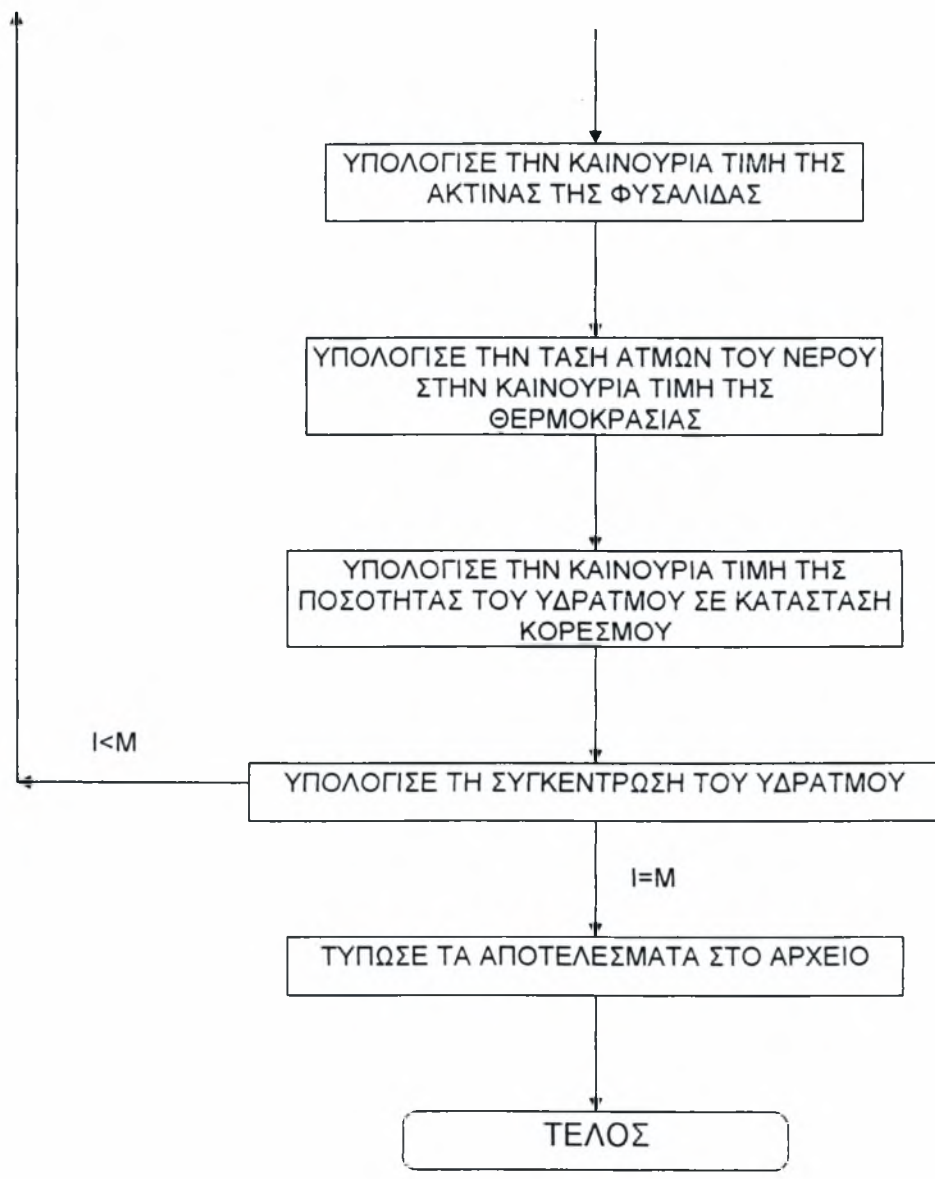 ΥΠΟΛΟΓΙΣΕ ΤΗΝ ΚΑΙΝΟΥΡΙΑ ΤΙΜΗ ΤΗΣ
ΑΚΤΙΝΑΣ ΤΗΣ ΦΥΣΑΛΙΔΑΣ
ΥΠΟΛΟΓΙΣΕ ΤΗΝ ΤΑΣΗ ΑΤΜΩΝ ΤΟΥ ΝΕΡΟΥ
ΣΤΗΝ ΚΑΙΝΟΥΡΙΑ ΤΙΜΗ ΤΗΣ
ΘΕΡΜΟΚΡΑΣΙΑΣ
ΥΠΟΛΟΓΙΣΕ ΤΗΝ ΚΑΙΝΟΥΡΙΑ ΤΙΜΗ ΤΗΣ
ΠΟΣΟΤΗΤΑΣ ΤΟΥ ΥΔΡΑΤΜΟΥ ΣΕ ΚΑΤΑΣΤΑΣΗ
ΚΟΡΕΣΜΟΥ
I<M
ΥΠΟΛΟΓΙΣΕ ΤΗ ΣΥΓΚΕΝΤΡΩΣΗ ΤΟΥ ΥΔΡΑΤΜΟΥ
I=M
ΤΥΠΩΣΕ ΤΑ ΑΠΟΤΕΛΕΣΜΑΤΑ ΣΤΟ ΑΡΧΕΙΟ
ΤΕΛΟΣ